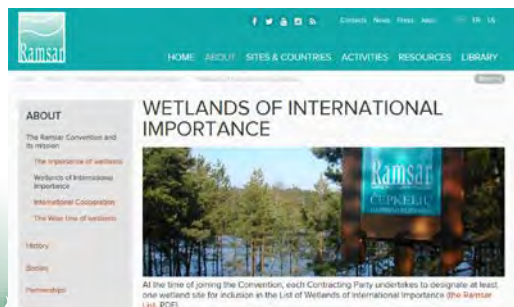 Contacts News Press
FR ES
Ramsar
HOME ABOUT SITES & COUNTRIES ACTIVITIES RESOURCES LIBRARY
ABOUT
The Ramsar Convention and
its mission
The importance of wetlands
Wetlands of International
Importance
International Cooperation
The Wise Use of wetlands
History
Bodies
Partnerships
WETLANDS OF INTERNATIONAL
IMPORTANCE
Ramsar
ČEPKELIŲ
At the time of joining the Convention, each Contracting Party undertakes to designate at least
one wetland site for inclusion in the List of Wetlands of International Importance (the Ramsar
List, PDF).